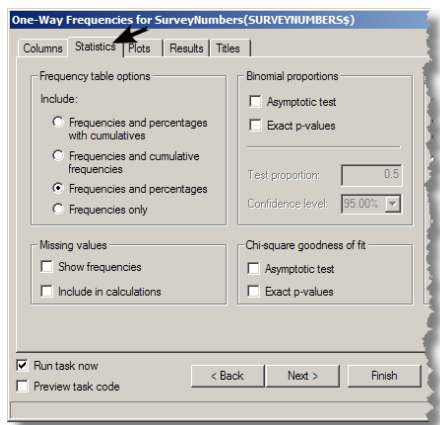 One-Way Frequencies for SurveyNumbers(SURVEYNUMBERS$)
Columns Statistics Plots Results Titles
Frequency table options
Include:
Frequencies and percentages
with cumulatives
Frequencies and cumulative
frequencies
Frequencies and percentages
Frequencies only
Binomial proportions
Asymptotic test
Exact p-values
Test proportion: 0.5
Confidence level: 95.00%
Missing values
Show frequencies
Include in calculations
Chi-square goodness of fit
Asymptotic test
Exact p-values
Run task now
Preview task code
< Back Next > Finish